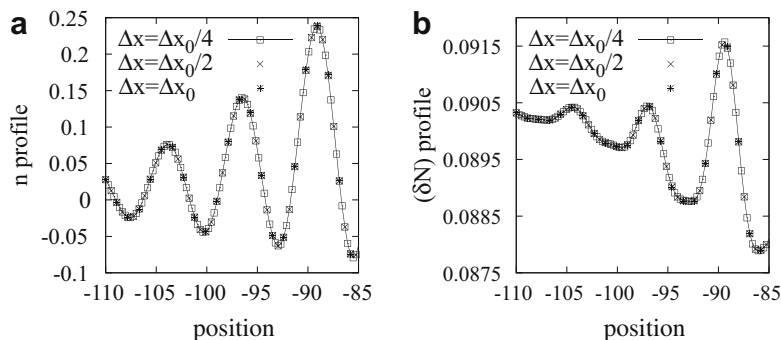 a
0.25
0.20
0.15
0.10
0.05
0
-0.05
-0.1
n profile
Δx=Δx₀/4
Δx=Δx₀/2
Δx=Δx₀
-110 -105 -100 -95 -90 -85
position
b
0.0915
0.0905
0.0895
0.0885
0.0875
(δN) profile
Δx=Δx₀/4
Δx=Δx₀/2
Δx=Δx₀
-110 -105 -100 -95 -90 -85
position